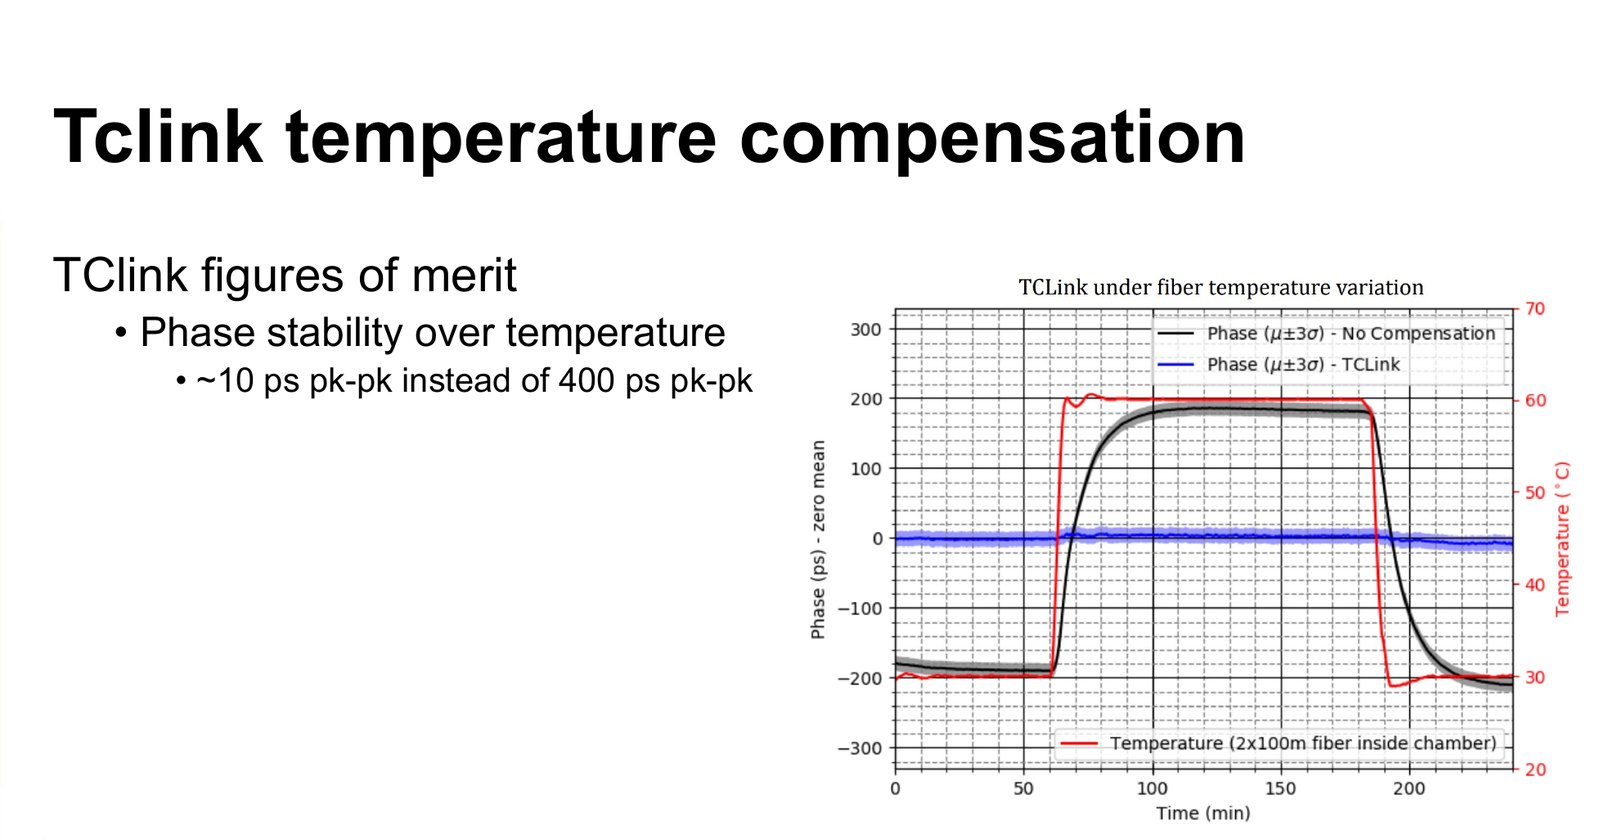 Tclink temperature compensation
TClink figures of merit
• Phase stability over temperature
• ~10 ps pk-pk instead of 400 ps pk-pk
TCLink under fiber temperature variation
Phase (μ±3σ) - No Compensation
Phase (μ±3σ) - TCLink
Temperature (2x100m fiber inside chamber)
Phase (ps) - zero mean
300
200
100
0
−100
−200
−300
Temperature (°C)
70
60
50
40
30
20
0 50 100 150 200
Time (min)